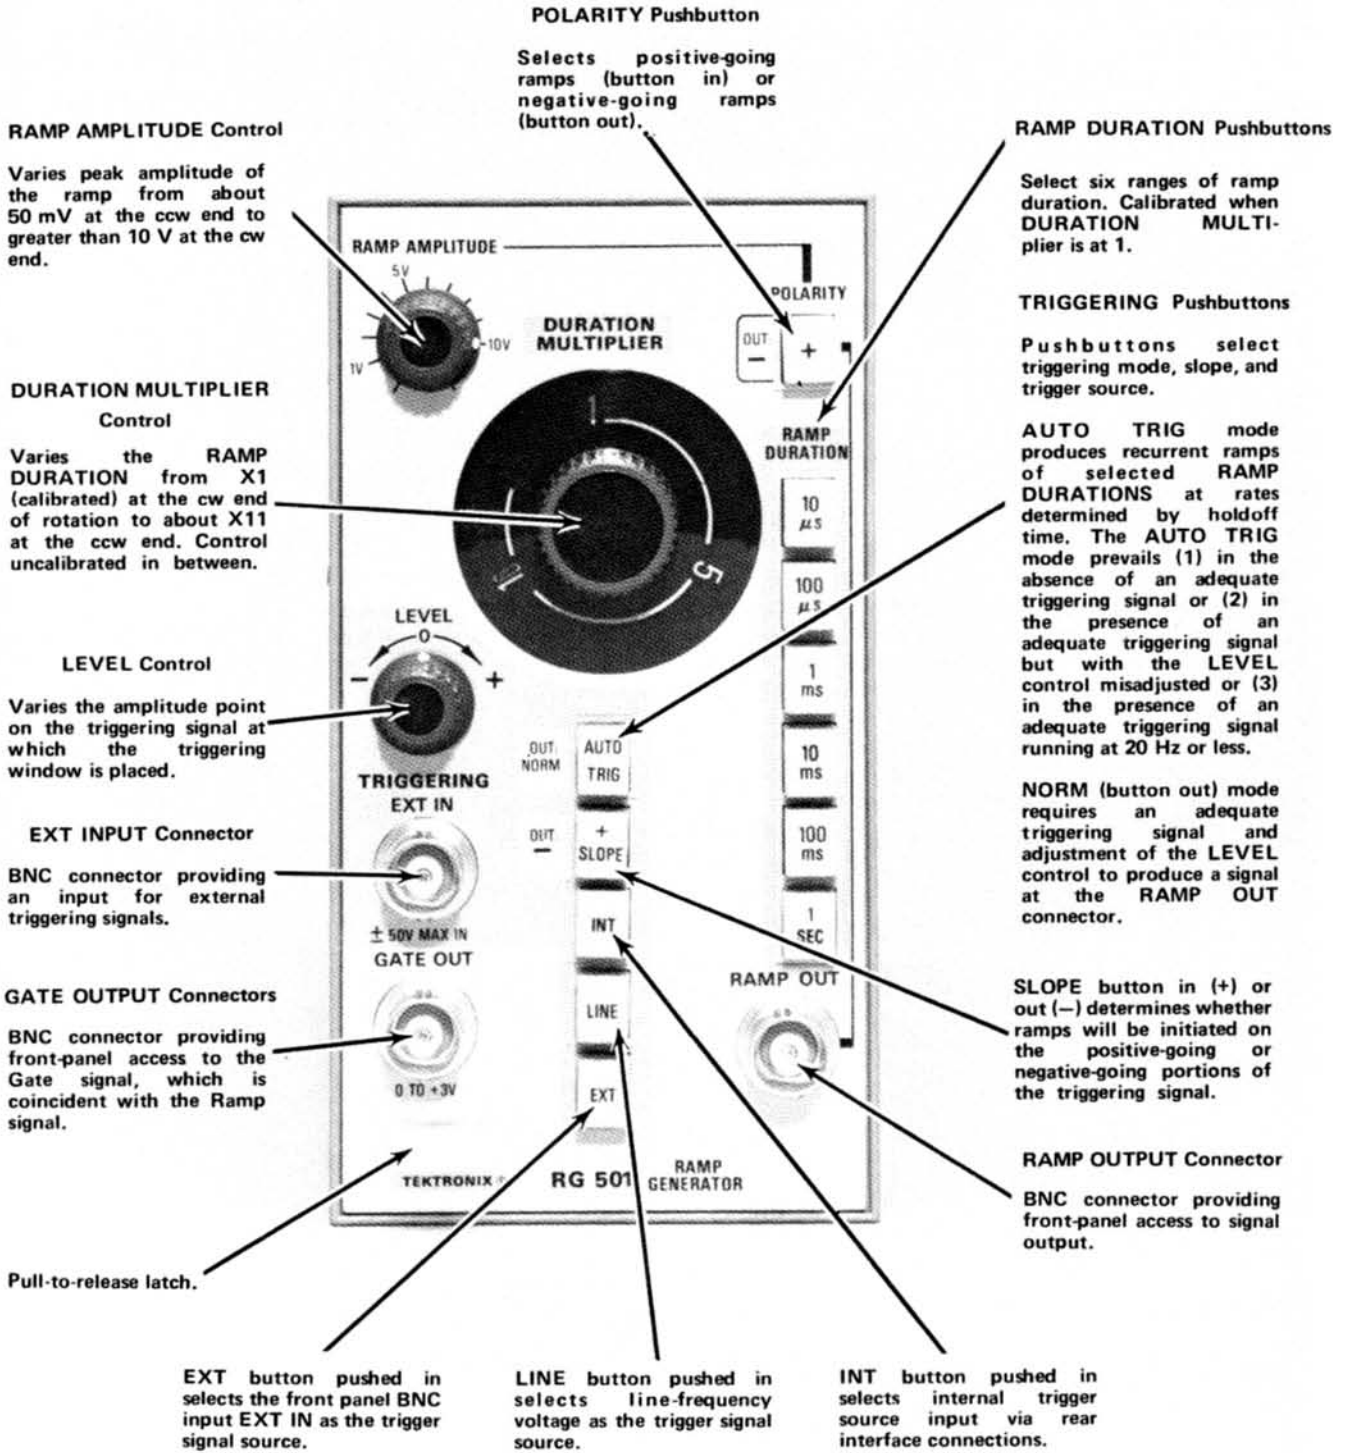 POLARITY Pushbutton
Selects positive-going
ramps (button in) or
negative-going ramps
(button out).
RAMP AMPLITUDE Control
Varies peak amplitude of
the ramp from about
50 mV at the ccw end to
greater than 10 V at the cw
end.
DURATION MULTIPLIER
Control
Varies the RAMP
DURATION from X1
(calibrated) at the cw end
of rotation to about X11
at the ccw end. Control
uncalibrated in between.
LEVEL Control
Varies the amplitude point
on the triggering signal at
which the triggering
window is placed.
EXT INPUT Connector
BNC connector providing
an input for external
triggering signals.
GATE OUTPUT Connectors
BNC connector providing
front-panel access to the
Gate signal, which is
coincident with the Ramp
signal.
Pull-to-release latch.
RAMP AMPLITUDE
5V
10V
1V
POLARITY
OUT
−
+
DURATION
MULTIPLIER
1
5
11
RAMP
DURATION
10
µs
100
µs
1
ms
10
ms
100
ms
1
SEC
LEVEL
0
−
+
TRIGGERING
EXT IN
± 50V MAX IN
GATE OUT
0 TO +3V
OUT
NORM
AUTO
TRIG
OUT
−
+
SLOPE
INT
LINE
EXT
RAMP OUT
TEKTRONIX
RG 501
RAMP
GENERATOR
RAMP DURATION Pushbuttons
Select six ranges of ramp
duration. Calibrated when
DURATION MULTI-
plier is at 1.
TRIGGERING Pushbuttons
Pushbuttons select
triggering mode, slope, and
trigger source.
AUTO TRIG mode
produces recurrent ramps
of selected RAMP
DURATIONS at rates
determined by holdoff
time. The AUTO TRIG
mode prevails (1) in the
absence of an adequate
triggering signal or (2) in
the presence of an
adequate triggering signal
but with the LEVEL
control misadjusted or (3)
in the presence of an
adequate triggering signal
running at 20 Hz or less.
NORM (button out) mode
requires an adequate
triggering signal and
adjustment of the LEVEL
control to produce a signal
at the RAMP OUT
connector.
SLOPE button in (+) or
out (−) determines whether
ramps will be initiated on
the positive-going or
negative-going portions of
the triggering signal.
RAMP OUTPUT Connector
BNC connector providing
front-panel access to signal
output.
EXT button pushed in
selects the front panel BNC
input EXT IN as the trigger
signal source.
LINE button pushed in
selects line-frequency
voltage as the trigger signal
source.
INT button pushed in
selects internal trigger
source input via rear
interface connections.